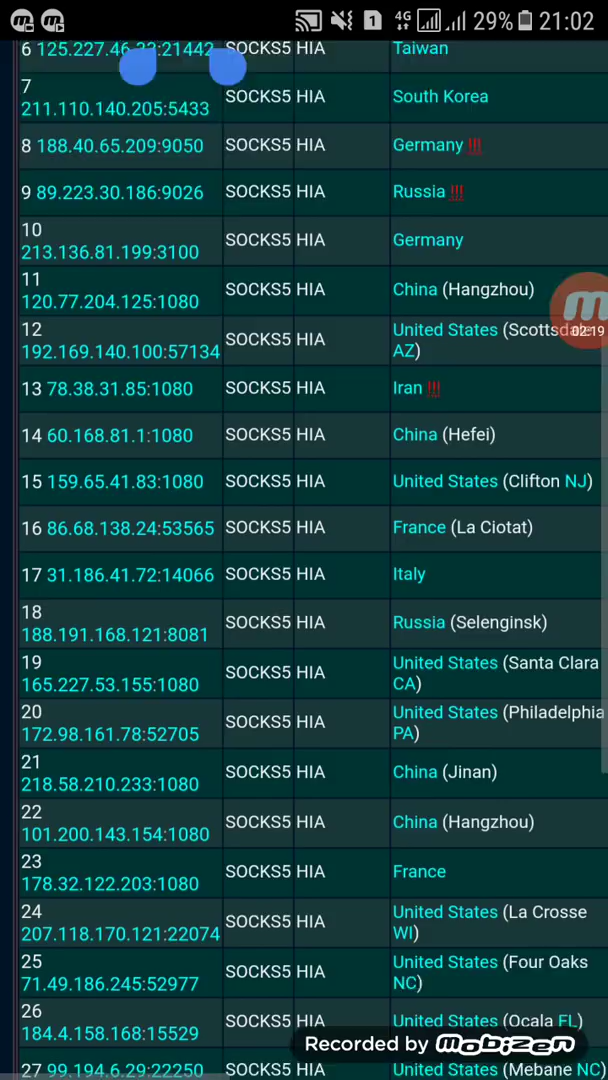 4G 29% 21:02
6 125.227.46.22:21442 SOCKS5 HIA Taiwan
7
211.110.140.205:5433 SOCKS5 HIA South Korea
8 188.40.65.209:9050 SOCKS5 HIA Germany !!!
9 89.223.30.186:9026 SOCKS5 HIA Russia !!!
10
213.136.81.199:3100 SOCKS5 HIA Germany
11
120.77.204.125:1080 SOCKS5 HIA China (Hangzhou)
12
192.169.140.100:57134 SOCKS5 HIA United States (Scottsdale
AZ)
02:19
13 78.38.31.85:1080 SOCKS5 HIA Iran !!!
14 60.168.81.1:1080 SOCKS5 HIA China (Hefei)
15 159.65.41.83:1080 SOCKS5 HIA United States (Clifton NJ)
16 86.68.138.24:53565 SOCKS5 HIA France (La Ciotat)
17 31.186.41.72:14066 SOCKS5 HIA Italy
18
188.191.168.121:8081 SOCKS5 HIA Russia (Selenginsk)
19
165.227.53.155:1080 SOCKS5 HIA United States (Santa Clara
CA)
20
172.98.161.78:52705 SOCKS5 HIA United States (Philadelphia
PA)
21
218.58.210.233:1080 SOCKS5 HIA China (Jinan)
22
101.200.143.154:1080 SOCKS5 HIA China (Hangzhou)
23
178.32.122.203:1080 SOCKS5 HIA France
24
207.118.170.121:22074 SOCKS5 HIA United States (La Crosse
WI)
25
71.49.186.245:52977 SOCKS5 HIA United States (Four Oaks
NC)
26
184.4.158.168:15529 SOCKS5 HIA United States (Ocala FL)
Recorded by mobizen
27 99.194.6.29:22250 SOCKS5 HIA United States (Mebane NC)